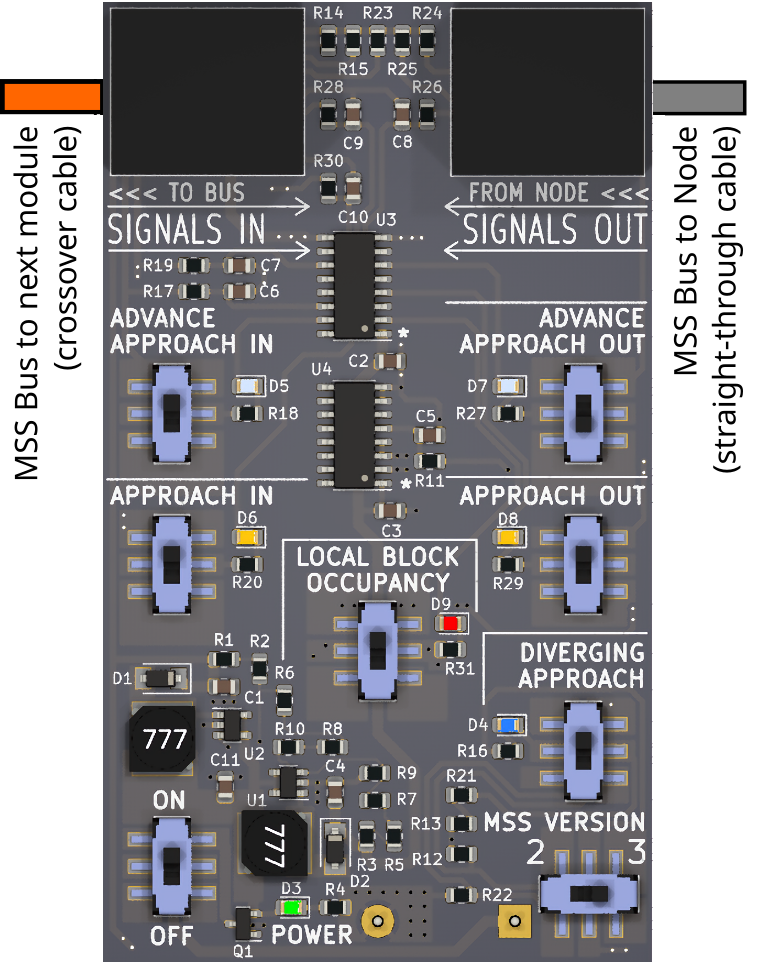 R14 R23 R24
R15 R25
R28 R26
C9 C8
R30
<<< TO BUS
FROM NODE <<<
C10 U3
SIGNALS IN
SIGNALS OUT
R19 C7
R17 C6
ADVANCE
APPROACH IN
ADVANCE
APPROACH OUT
*
C2
U4
D5
R18
D7
R27
C5
R11
*
APPROACH IN
APPROACH OUT
C3
D6
R20
D8
R29
LOCAL BLOCK
OCCUPANCY
D9
R31
DIVERGING
APPROACH
R1 R2
D1
R6
C1
D4
R16
777
U2
R10 R8
C11
C4
R9
R7
U1
R21
R13
R12
MSS VERSION
2 3
ON
777
R3 R5
D2
D3 R4
R22
OFF
Q1
POWER
MSS Bus to next module
(crossover cable)
MSS Bus to Node
(straight-through cable)